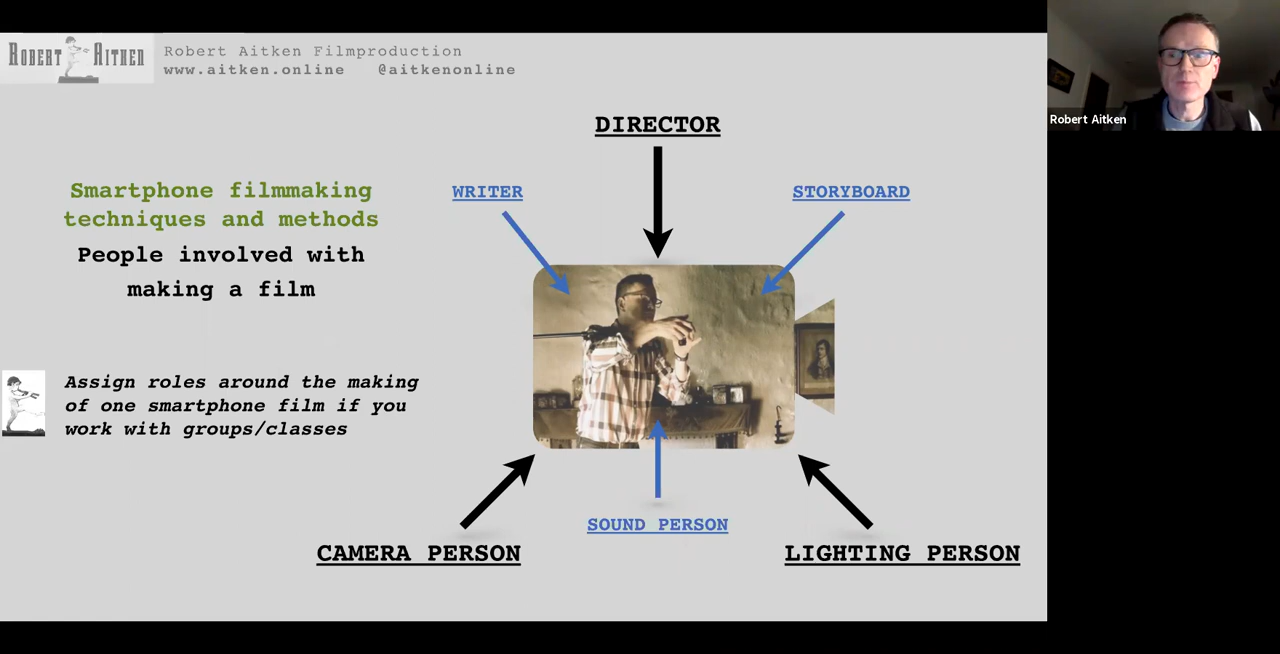 ROBERT AITKEN
Robert Aitken Filmproduction
www.aitken.online @aitkenonline
DIRECTOR
WRITER
STORYBOARD
Smartphone filmmaking
techniques and methods
People involved with
making a film
Assign roles around the making
of one smartphone film if you
work with groups/classes
SOUND PERSON
CAMERA PERSON
LIGHTING PERSON
Robert Aitken